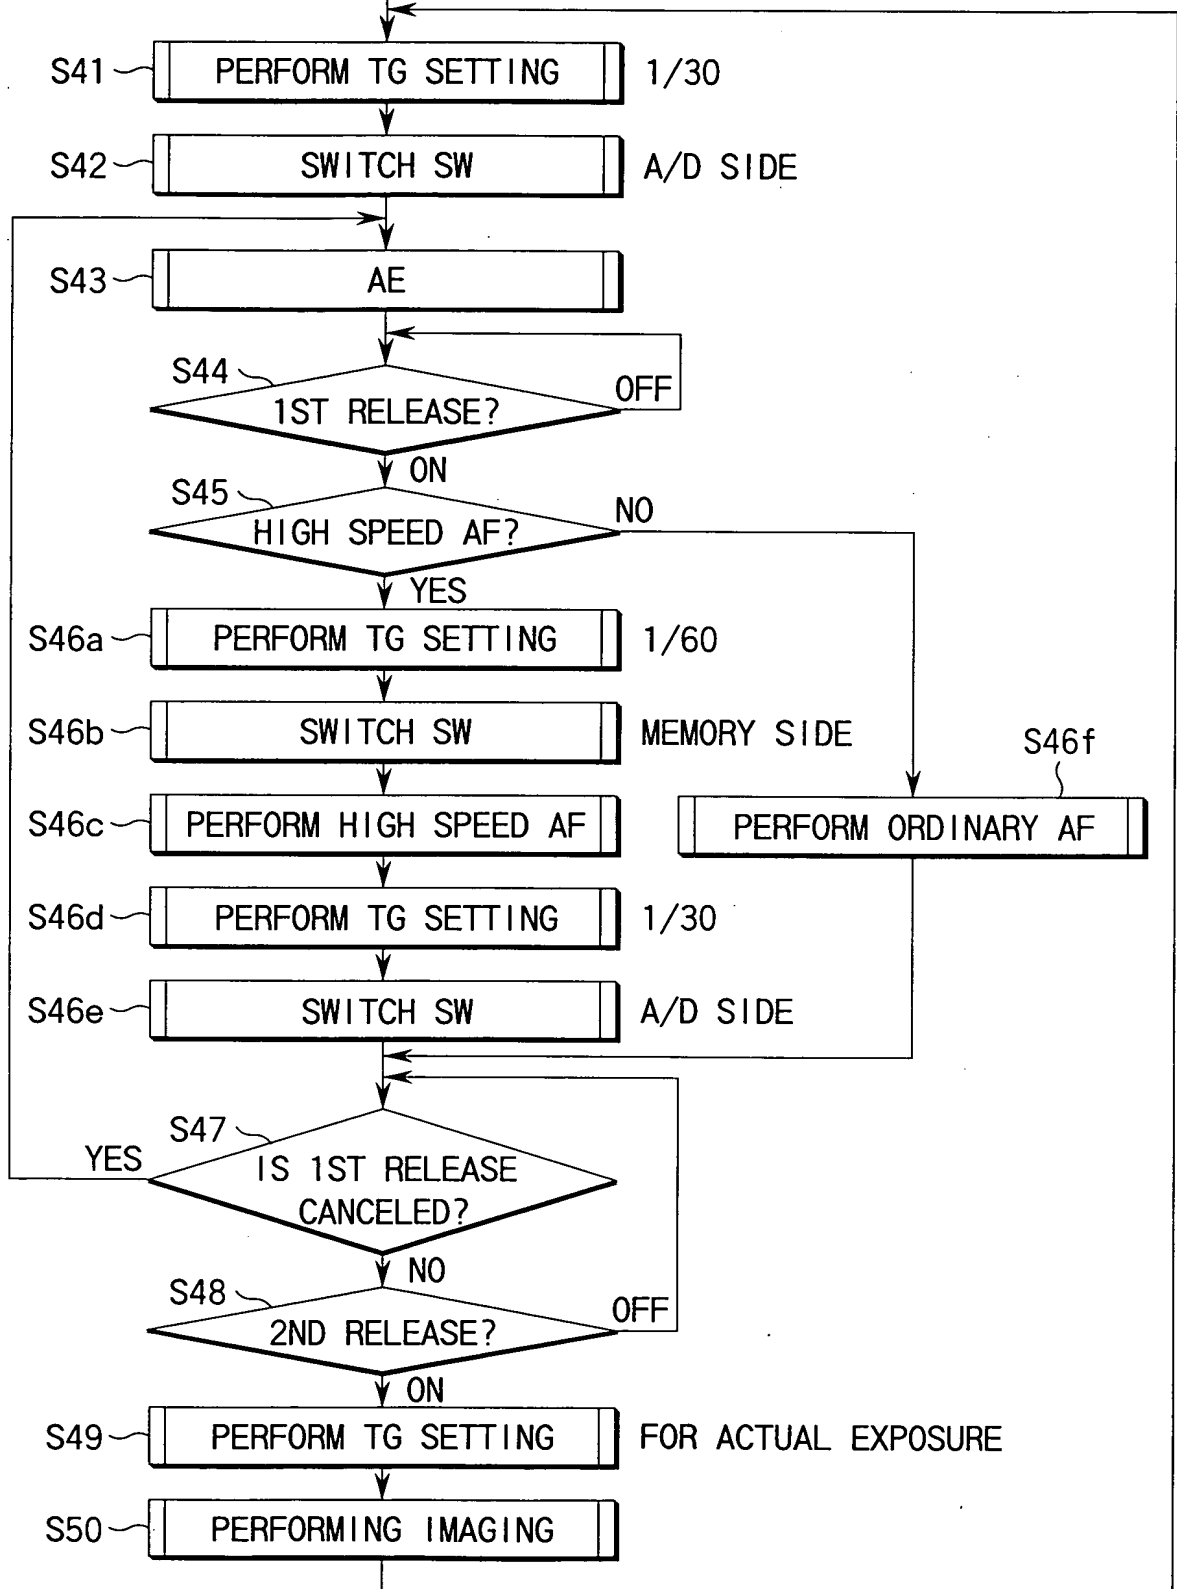 S41 PERFORM TG SETTING 1/30
S42 SWITCH SW A/D SIDE
S43 AE
S44 1ST RELEASE? OFF
ON
S45 HIGH SPEED AF? NO
YES
S46a PERFORM TG SETTING 1/60
S46b SWITCH SW MEMORY SIDE
S46f
S46c PERFORM HIGH SPEED AF PERFORM ORDINARY AF
S46d PERFORM TG SETTING 1/30
S46e SWITCH SW A/D SIDE
S47
YES IS 1ST RELEASE
CANCELED?
NO
S48 2ND RELEASE? OFF
ON
S49 PERFORM TG SETTING FOR ACTUAL EXPOSURE
S50 PERFORMING IMAGING